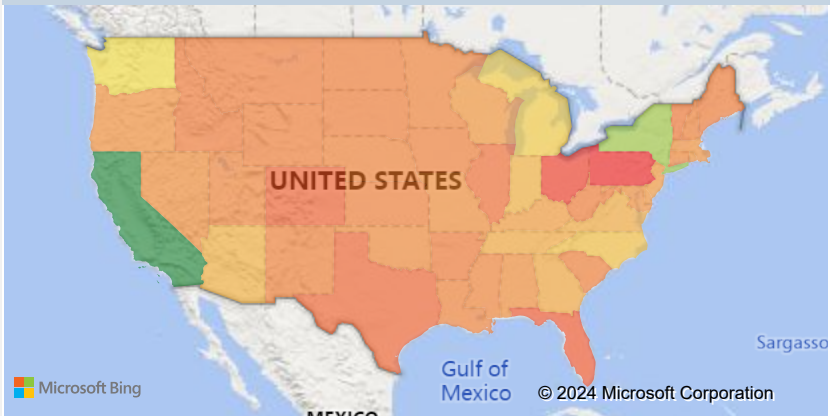 UNITED STATES
Sargasso
Gulf of
Mexico
Microsoft Bing
© 2024 Microsoft Corporation
MEXICO